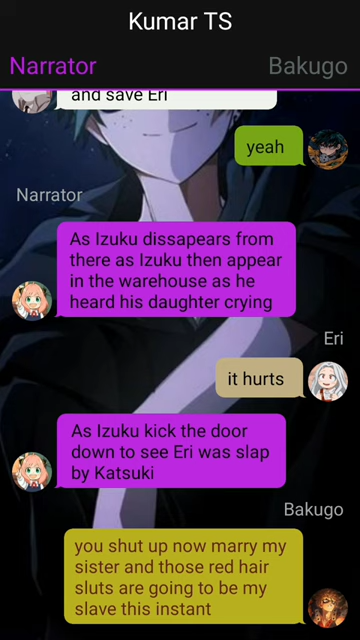 Kumar TS
Narrator
Bakugo
and save Eri
yeah
Narrator
As Izuku dissapears from
there as Izuku then appear
in the warehouse as he
heard his daughter crying
Eri
it hurts
As Izuku kick the door
down to see Eri was slap
by Katsuki
Bakugo
you shut up now marry my
sister and those red hair
sluts are going to be my
slave this instant